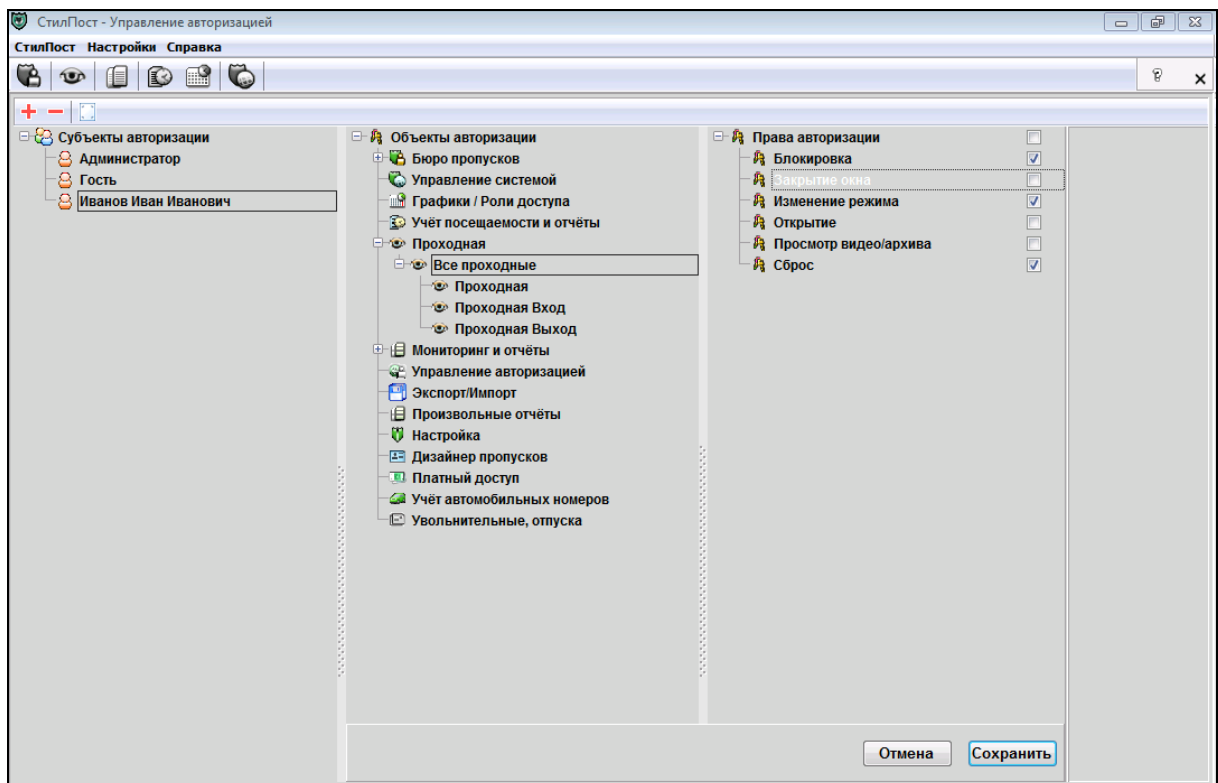 СтилПост - Управление авторизацией
СтилПост Настройки Справка
Субъекты авторизации
Администратор
Гость
Иванов Иван Иванович
Объекты авторизации
Бюро пропусков
Управление системой
Графики / Роли доступа
Учёт посещаемости и отчёты
Проходная
Все проходные
Проходная
Проходная Вход
Проходная Выход
Мониторинг и отчёты
Управление авторизацией
Экспорт/Импорт
Произвольные отчёты
Настройка
Дизайнер пропусков
Платный доступ
Учёт автомобильных номеров
Увольнительные, отпуска
Права авторизации
Блокировка
Закрытие окна
Изменение режима
Открытие
Просмотр видео/архива
Сброс
Отмена Сохранить